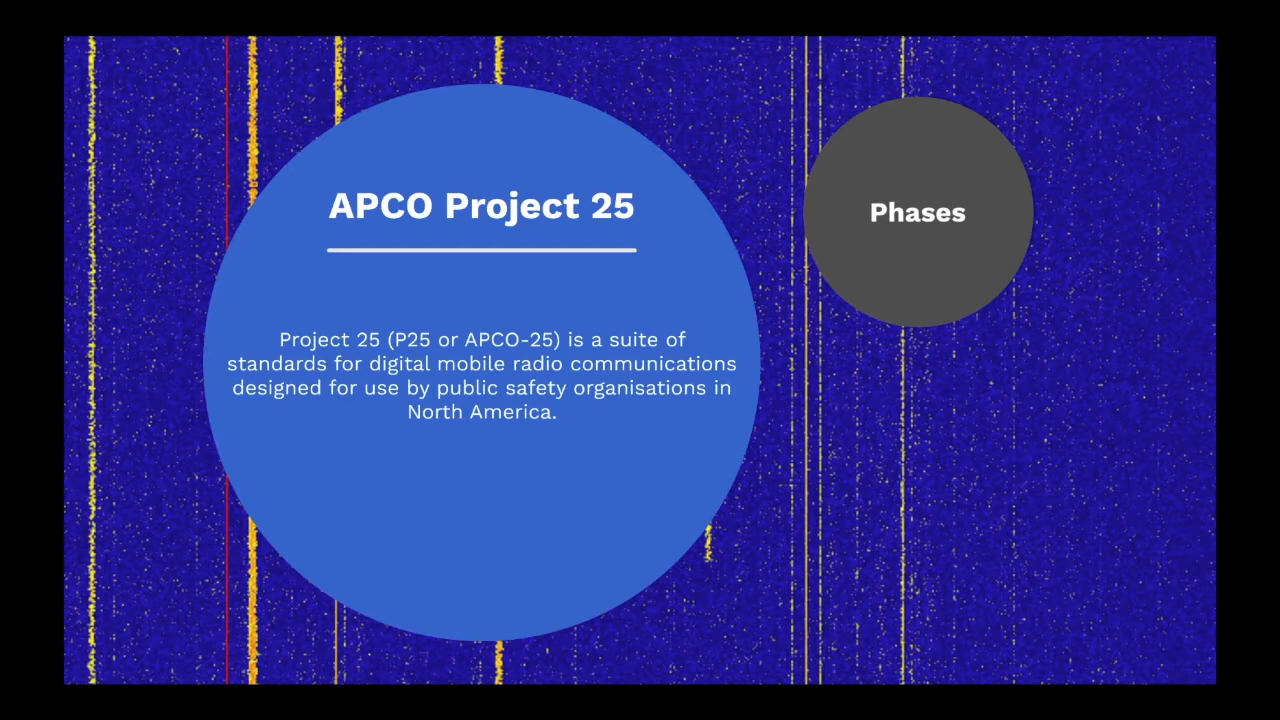 APCO Project 25
Project 25 (P25 or APCO-25) is a suite of
standards for digital mobile radio communications
designed for use by public safety organisations in
North America.
Phases